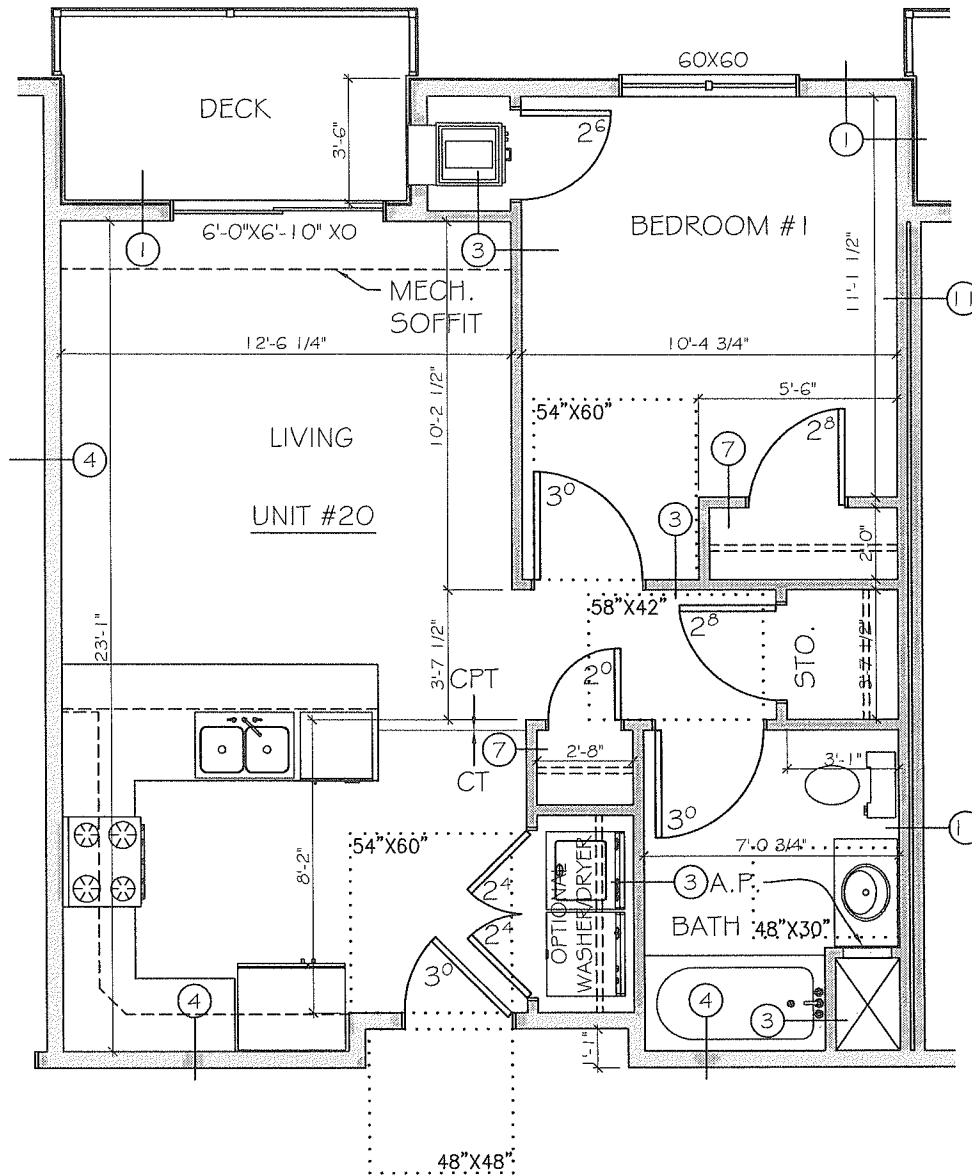 60X60
DECK
3'-6"
2⁶
1
BEDROOM #1
6'-0"X6'-10" XO
1
3
11'-1 1/2"
MECH.
SOFFIT
11
12'-6 1/4"
10'-4 3/4"
5'-6"
54"X60"
10'-2 1/2"
LIVING
2⁸
4
7
3⁰
UNIT #20
3
2'-0"
58"X42"
2⁸
23'-1"
3'-7 1/2"
STO.
CPT
2⁰
7
2'-8"
3'-1"
CT
3⁰
54"X60"
7'-0 3/4"
8'-2"
2⁴
OPTIONAL
WASHER/DRYER
3
A.P.
BATH
48"X30"
2⁴
3⁰
4
4
3
1'-1"
48"X48"